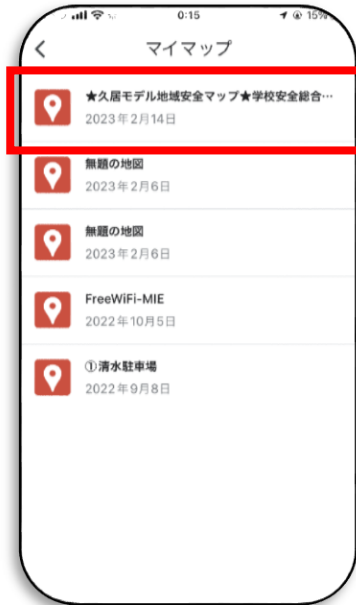 0:15 15%
マイマップ
★久居モデル地域安全マップ★学校安全総合…
2023年2月14日
無題の地図
2023年2月6日
無題の地図
2023年2月6日
FreeWiFi-MIE
2022年10月5日
①清水駐車場
2022年9月8日